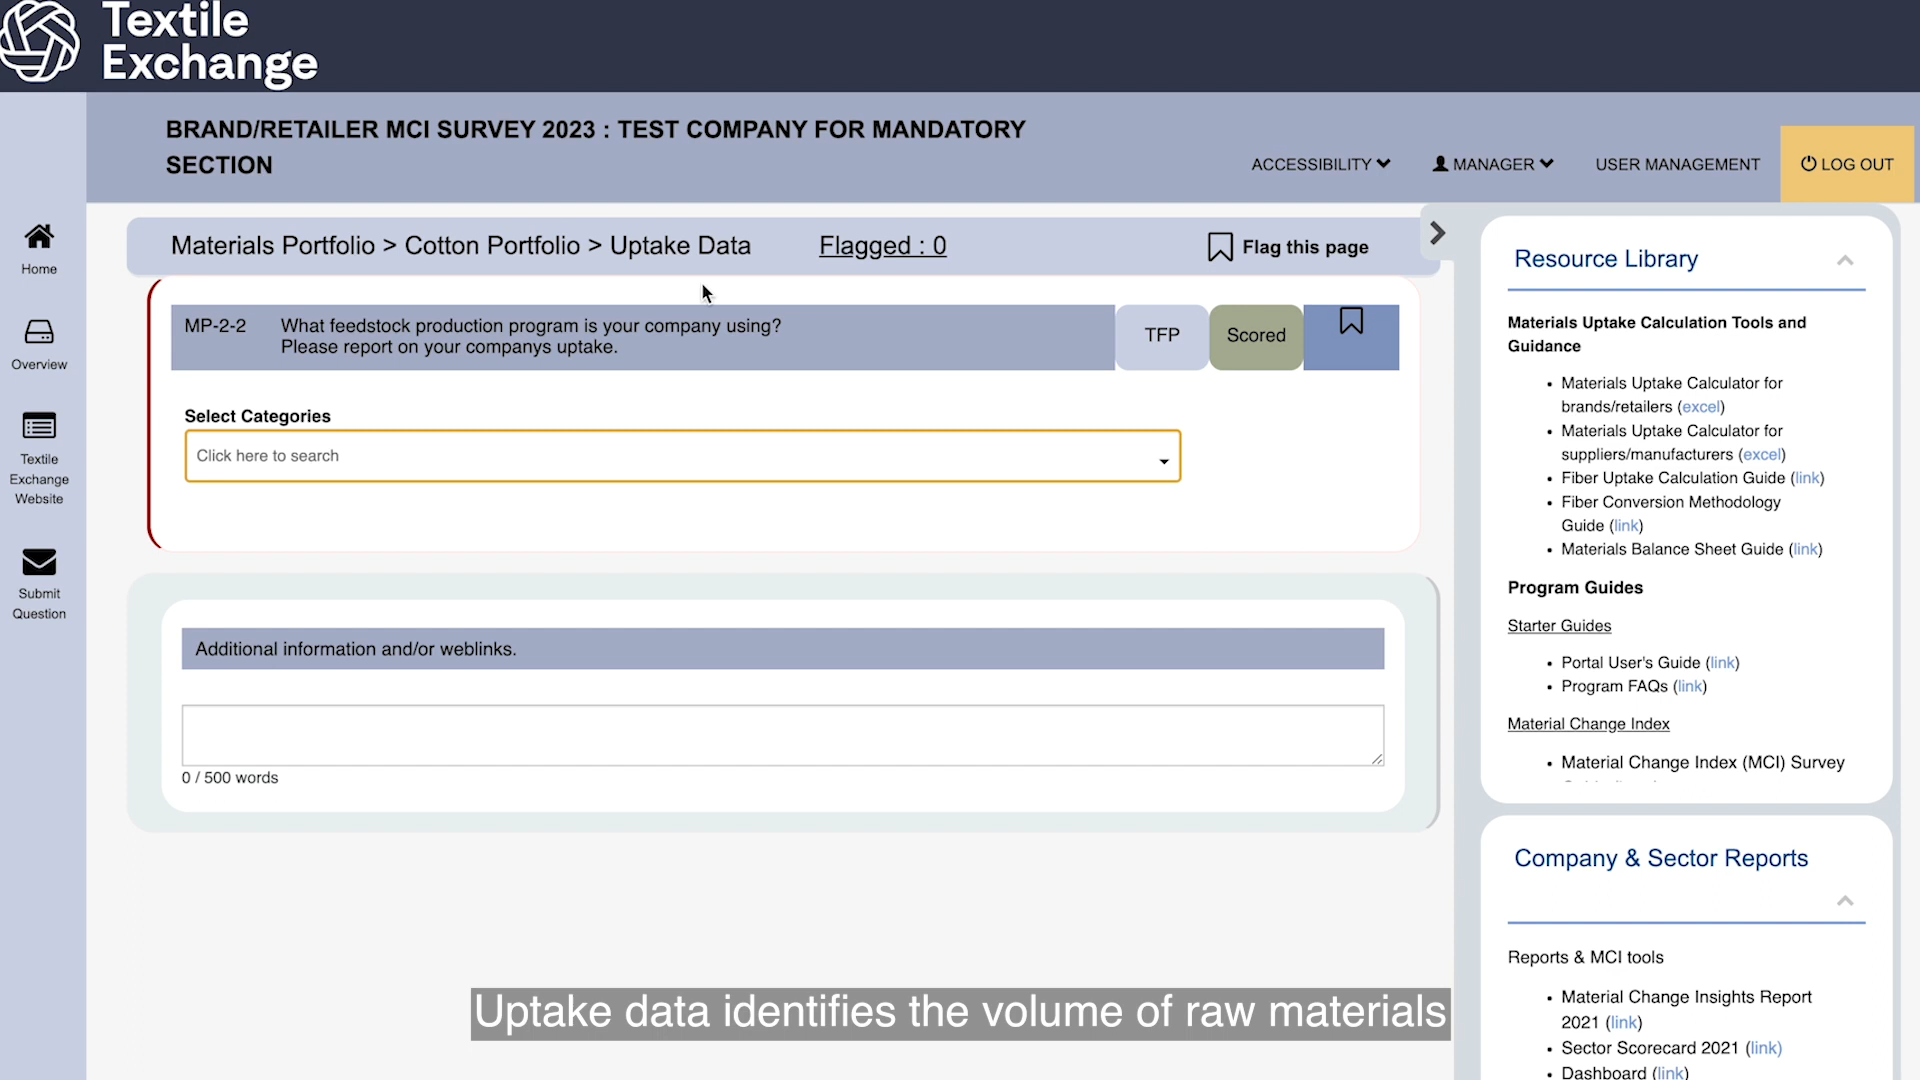 Textile
Exchange
BRAND/RETAILER MCI SURVEY 2023 : TEST COMPANY FOR MANDATORY
SECTION
ACCESSIBILITY
MANAGER
USER MANAGEMENT
LOG OUT
Home
Overview
Textile
Exchange
Website
Submit
Question
Materials Portfolio > Cotton Portfolio > Uptake Data
Flagged : 0
Flag this page
MP-2-2
What feedstock production program is your company using?
Please report on your companys uptake.
TFP
Scored
Select Categories
Click here to search
Additional information and/or weblinks.
0 / 500 words
Resource Library
Materials Uptake Calculation Tools and
Guidance
• Materials Uptake Calculator for
brands/retailers (excel)
• Materials Uptake Calculator for
suppliers/manufacturers (excel)
• Fiber Uptake Calculation Guide (link)
• Fiber Conversion Methodology
Guide (link)
• Materials Balance Sheet Guide (link)
Program Guides
Starter Guides
• Portal User's Guide (link)
• Program FAQs (link)
Material Change Index
• Material Change Index (MCI) Survey
Company & Sector Reports
Reports & MCI tools
• Material Change Insights Report
2021 (link)
• Sector Scorecard 2021 (link)
• Dashboard (link)
Uptake data identifies the volume of raw materials